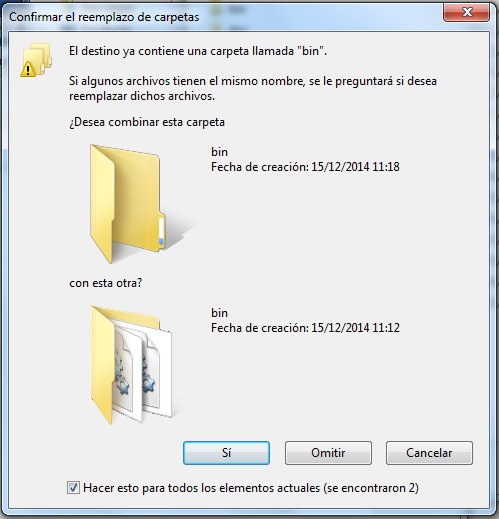 Confirmar el reemplazo de carpetas
El destino ya contiene una carpeta llamada "bin".
Si algunos archivos tienen el mismo nombre, se le preguntará si desea
reemplazar dichos archivos.
¿Desea combinar esta carpeta
bin
Fecha de creación: 15/12/2014 11:18
con esta otra?
bin
Fecha de creación: 15/12/2014 11:12
Sí
Omitir
Cancelar
Hacer esto para todos los elementos actuales (se encontraron 2)